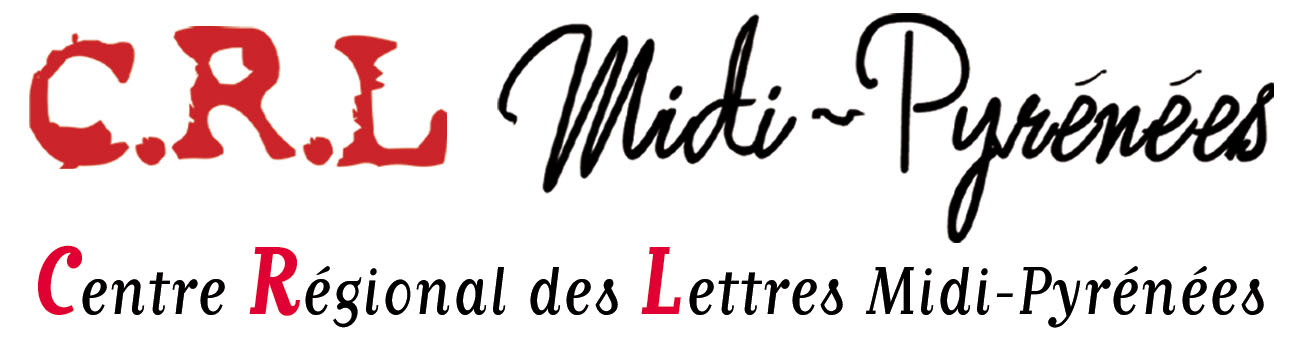 C.R.L Midi-Pyrénées
Centre Régional des Lettres Midi-Pyrénées